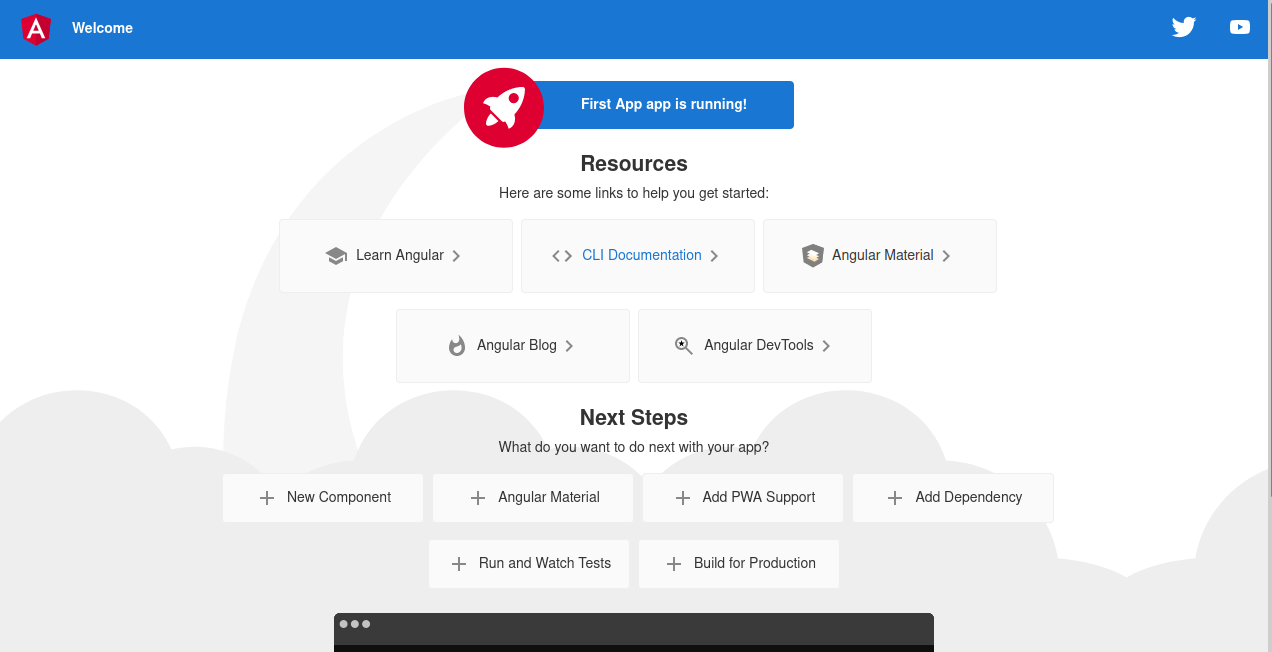 Welcome
First App app is running!
Resources
Here are some links to help you get started:
Learn Angular
CLI Documentation
Angular Material
Angular Blog
Angular DevTools
Next Steps
What do you want to do next with your app?
New Component
Angular Material
Add PWA Support
Add Dependency
Run and Watch Tests
Build for Production